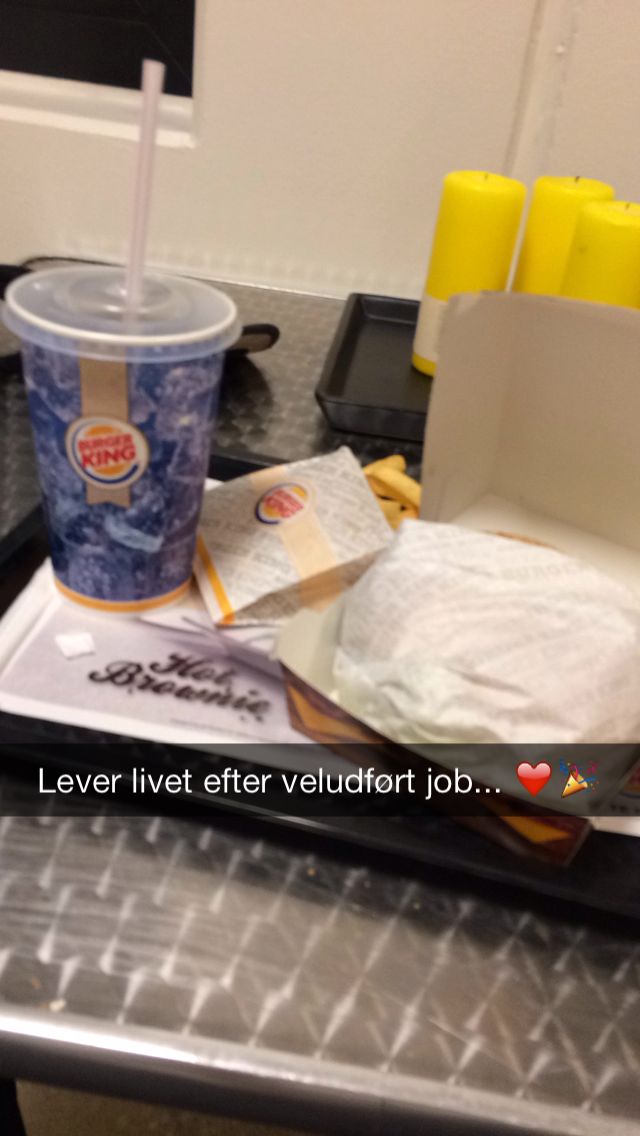 BURGER
KING
BURGER
KING
Hot
Brownie
Lever livet efter veludført job... ❤️🎉